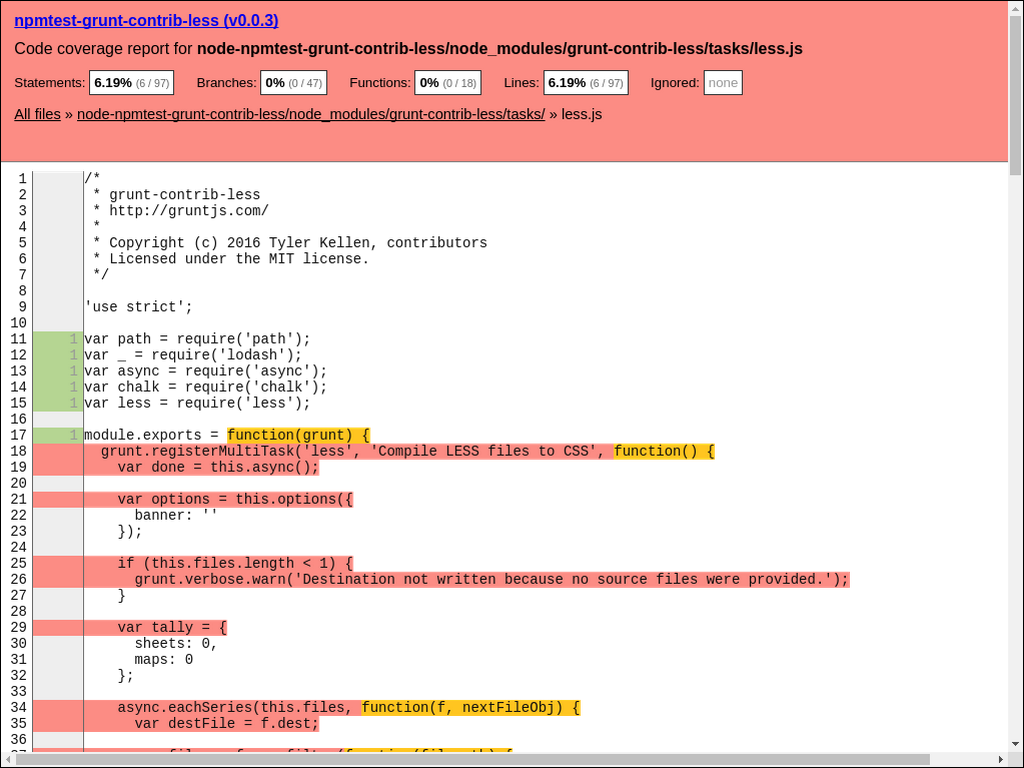 npmtest-grunt-contrib-less (v0.0.3)
Code coverage report for node-npmtest-grunt-contrib-less/node_modules/grunt-contrib-less/tasks/less.js
Statements: 6.19% (6 / 97) Branches: 0% (0 / 47) Functions: 0% (0 / 18) Lines: 6.19% (6 / 97) Ignored: none
All files » node-npmtest-grunt-contrib-less/node_modules/grunt-contrib-less/tasks/ » less.js
1 /*
2 * grunt-contrib-less
3 * http://gruntjs.com/
4 *
5 * Copyright (c) 2016 Tyler Kellen, contributors
6 * Licensed under the MIT license.
7 */
8
9 'use strict';
10
11 1 var path = require('path');
12 1 var _ = require('lodash');
13 1 var async = require('async');
14 1 var chalk = require('chalk');
15 1 var less = require('less');
16
17 1 module.exports = function(grunt) {
18 grunt.registerMultiTask('less', 'Compile LESS files to CSS', function() {
19 var done = this.async();
20
21 var options = this.options({
22 banner: ''
23 });
24
25 if (this.files.length < 1) {
26 grunt.verbose.warn('Destination not written because no source files were provided.');
27 }
28
29 var tally = {
30 sheets: 0,
31 maps: 0
32 };
33
34 async.eachSeries(this.files, function(f, nextFileObj) {
35 var destFile = f.dest;
36